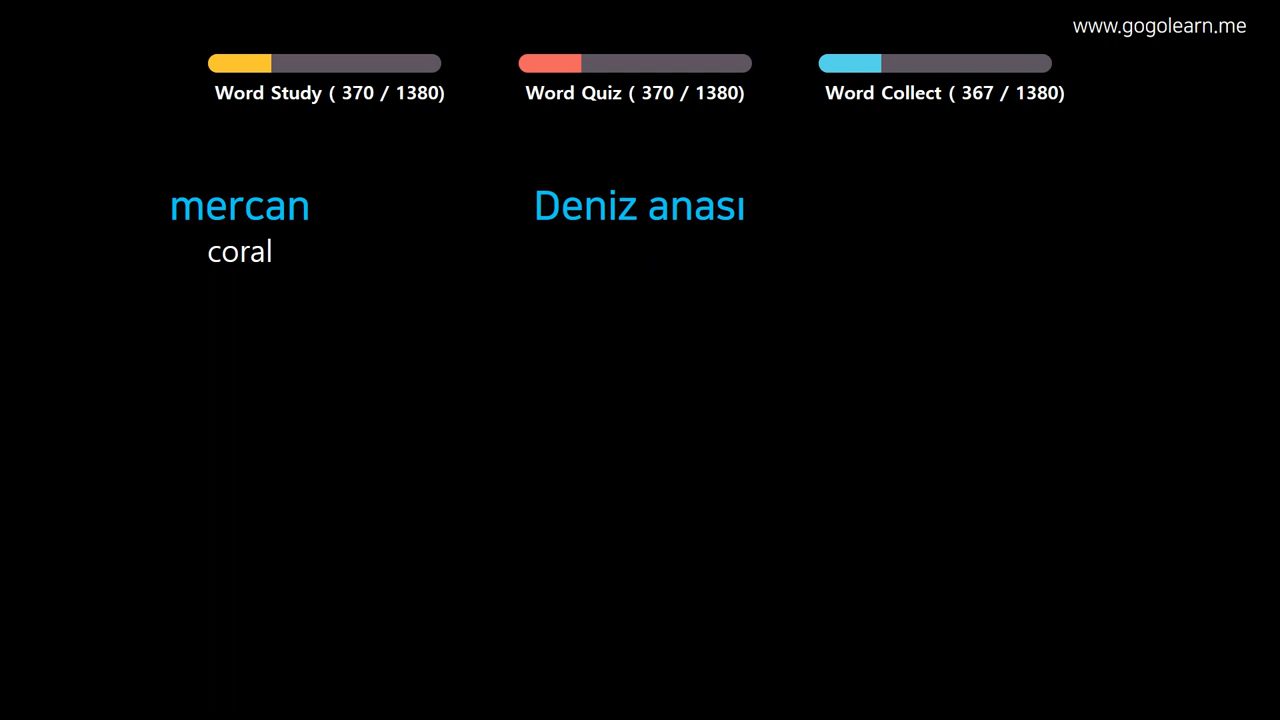 www.gogolearn.me
Word Study ( 370 / 1380)
Word Quiz ( 370 / 1380)
Word Collect ( 367 / 1380)
mercan
coral
Deniz anası